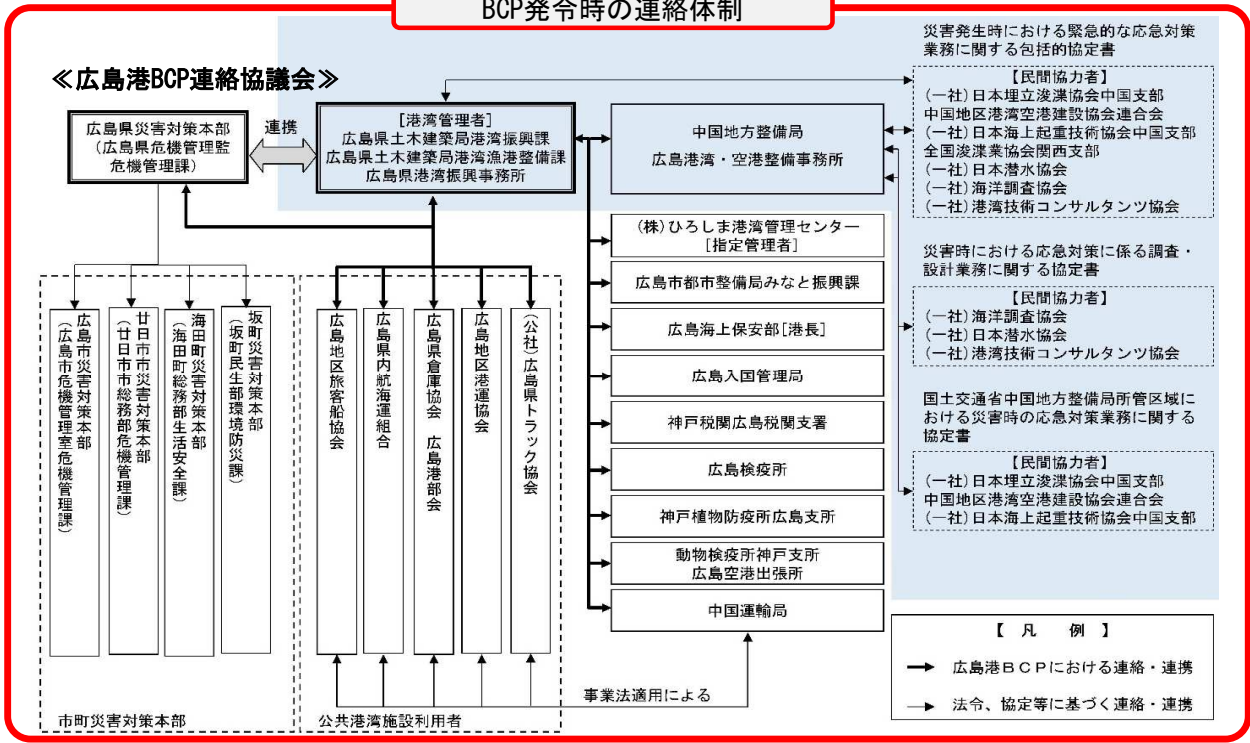 BCP発令時の連絡体制
≪広島港BCP連絡協議会≫
広島県災害対策本部
(広島県危機管理監
危機管理課)
連携
[港湾管理者]
広島県土木建築局港湾振興課
広島県土木建築局港湾漁港整備課
広島県港湾振興事務所
中国地方整備局
広島港湾・空港整備事務所
災害発生時における緊急的な応急対策
業務に関する包括的協定書
【民間協力者】
(一社)日本埋立浚渫協会中国支部
中国地区港湾空港建設協会連合会
(一社)日本海上起重技術協会中国支部
全国浚渫業協会関西支部
(一社)日本潜水協会
(一社)海洋調査協会
(一社)港湾技術コンサルタンツ協会
災害時における応急対策に係る調査・
設計業務に関する協定書
【民間協力者】
(一社)海洋調査協会
(一社)日本潜水協会
(一社)港湾技術コンサルタンツ協会
国土交通省中国地方整備局所管区域に
おける災害時の応急対策業務に関する
協定書
【民間協力者】
(一社)日本埋立浚渫協会中国支部
中国地区港湾空港建設協会連合会
(一社)日本海上起重技術協会中国支部
(株)ひろしま港湾管理センター
[指定管理者]
広島市都市整備局みなと振興課
広島海上保安部[港長]
広島入国管理局
神戸税関広島税関支署
広島検疫所
神戸植物防疫所広島支所
動物検疫所神戸支所
広島空港出張所
中国運輸局
広島市災害対策本部
(広島市危機管理室危機管理課)
廿日市市災害対策本部
(廿日市市総務部危機管理課)
海田町災害対策本部
(海田町総務部生活安全課)
坂町災害対策本部
(坂町民生部環境防災課)
市町災害対策本部
広島地区旅客船協会
広島県内航海運組合
広島県倉庫協会 広島港部会
広島地区港運協会
(公社)広島県トラック協会
公共港湾施設利用者
事業法適用による
【 凡 例 】
広島港BCPにおける連絡・連携
法令、協定等に基づく連絡・連携